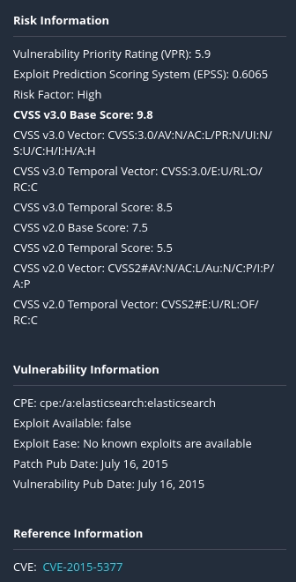 Risk Information
Vulnerability Priority Rating (VPR): 5.9
Exploit Prediction Scoring System (EPSS): 0.6065
Risk Factor: High
CVSS v3.0 Base Score: 9.8
CVSS v3.0 Vector: CVSS:3.0/AV:N/AC:L/PR:N/UI:N/
S:U/C:H/I:H/A:H
CVSS v3.0 Temporal Vector: CVSS:3.0/E:U/RL:O/
RC:C
CVSS v3.0 Temporal Score: 8.5
CVSS v2.0 Base Score: 7.5
CVSS v2.0 Temporal Score: 5.5
CVSS v2.0 Vector: CVSS2#AV:N/AC:L/Au:N/C:P/I:P/
A:P
CVSS v2.0 Temporal Vector: CVSS2#E:U/RL:OF/
RC:C
Vulnerability Information
CPE: cpe:/a:elasticsearch:elasticsearch
Exploit Available: false
Exploit Ease: No known exploits are available
Patch Pub Date: July 16, 2015
Vulnerability Pub Date: July 16, 2015
Reference Information
CVE: CVE-2015-5377